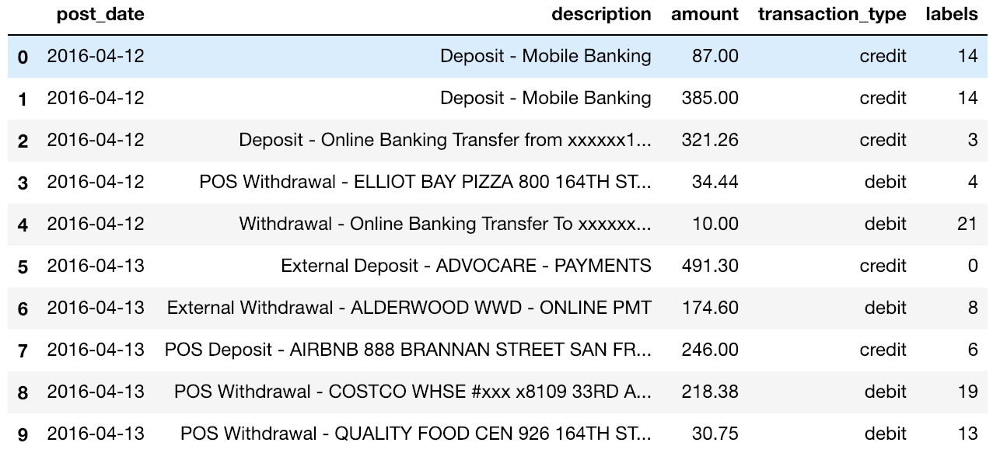 post_date description amount transaction_type labels
0 2016-04-12 Deposit - Mobile Banking 87.00 credit 14
1 2016-04-12 Deposit - Mobile Banking 385.00 credit 14
2 2016-04-12 Deposit - Online Banking Transfer from xxxxxx1... 321.26 credit 3
3 2016-04-12 POS Withdrawal - ELLIOT BAY PIZZA 800 164TH ST... 34.44 debit 4
4 2016-04-12 Withdrawal - Online Banking Transfer To xxxxxx... 10.00 debit 21
5 2016-04-13 External Deposit - ADVOCARE - PAYMENTS 491.30 credit 0
6 2016-04-13 External Withdrawal - ALDERWOOD WWD - ONLINE PMT 174.60 debit 8
7 2016-04-13 POS Deposit - AIRBNB 888 BRANNAN STREET SAN FR... 246.00 credit 6
8 2016-04-13 POS Withdrawal - COSTCO WHSE #xxx x8109 33RD A... 218.38 debit 19
9 2016-04-13 POS Withdrawal - QUALITY FOOD CEN 926 164TH ST... 30.75 debit 13